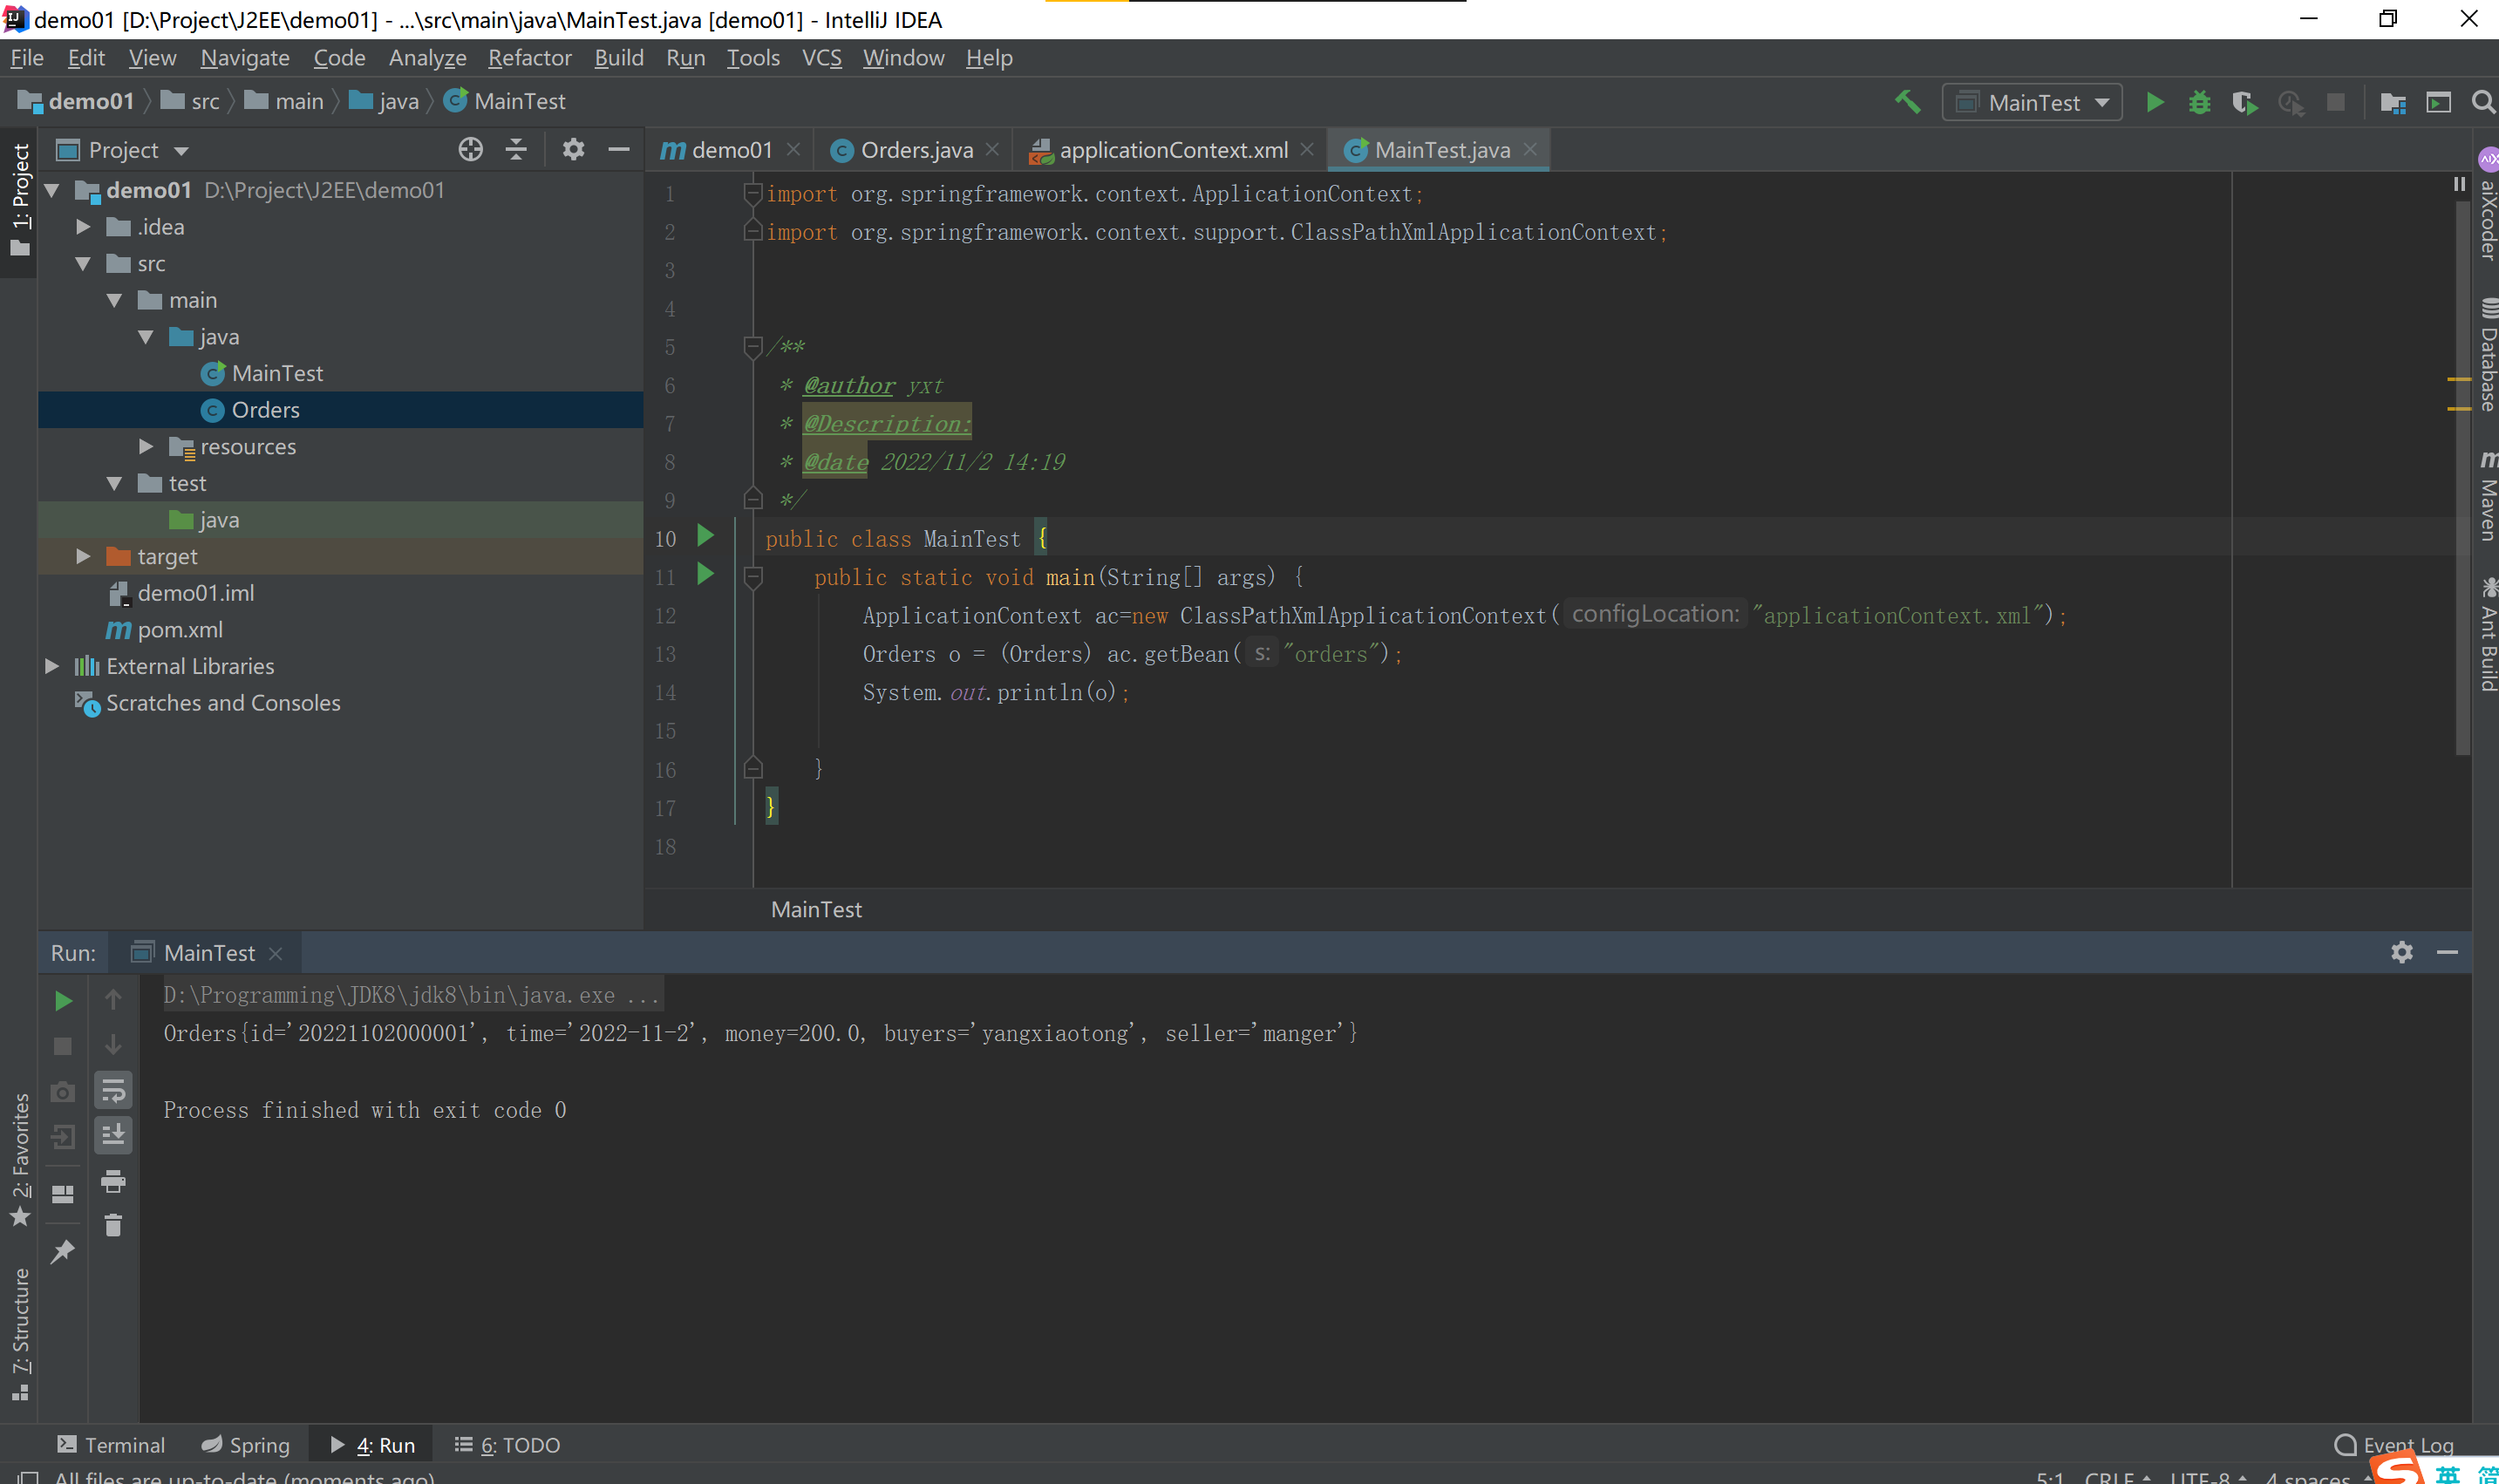 demo01 [D:\Project\J2EE\demo01] - ...\src\main\java\MainTest.java [demo01] - IntelliJ IDEA
File Edit View Navigate Code Analyze Refactor Build Run Tools VCS Window Help
demo01 src main java MainTest
MainTest
1: Project
Project
demo01 Orders.java applicationContext.xml MainTest.java
demo01 D:\Project\J2EE\demo01
.idea
src
main
java
MainTest
Orders
resources
test
java
target
demo01.iml
pom.xml
External Libraries
Scratches and Consoles
1 import org.springframework.context.ApplicationContext;
2 import org.springframework.context.support.ClassPathXmlApplicationContext;
3
4
5 /**
6 * @author yxt
7 * @Description:
8 * @date 2022/11/2 14:19
9 */
10 public class MainTest {
11 public static void main(String[] args) {
12 ApplicationContext ac=new ClassPathXmlApplicationContext( configLocation: "applicationContext.xml");
13 Orders o = (Orders) ac.getBean( s: "orders");
14 System.out.println(o);
15
16 }
17 }
18
MainTest
aiXcoder
Database
Maven
Ant Build
Run: MainTest
D:\Programming\JDK8\jdk8\bin\java.exe ...
Orders{id='20221102000001', time='2022-11-2', money=200.0, buyers='yangxiaotong', seller='manger'}
Process finished with exit code 0
2: Favorites
7: Structure
Terminal Spring 4: Run 6: TODO Event Log
All files are up-to-date (moments ago) 5:1 CRLF UTF-8 4 spaces
英 简